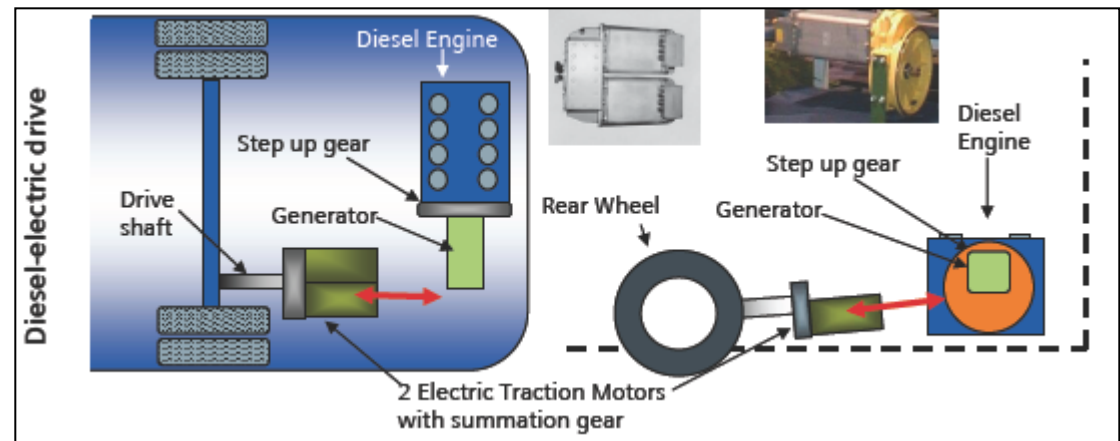 Diesel-electric drive
Diesel Engine
Step up gear
Drive
shaft
Generator
Rear Wheel
Diesel
Engine
Step up gear
Generator
2 Electric Traction Motors
with summation gear